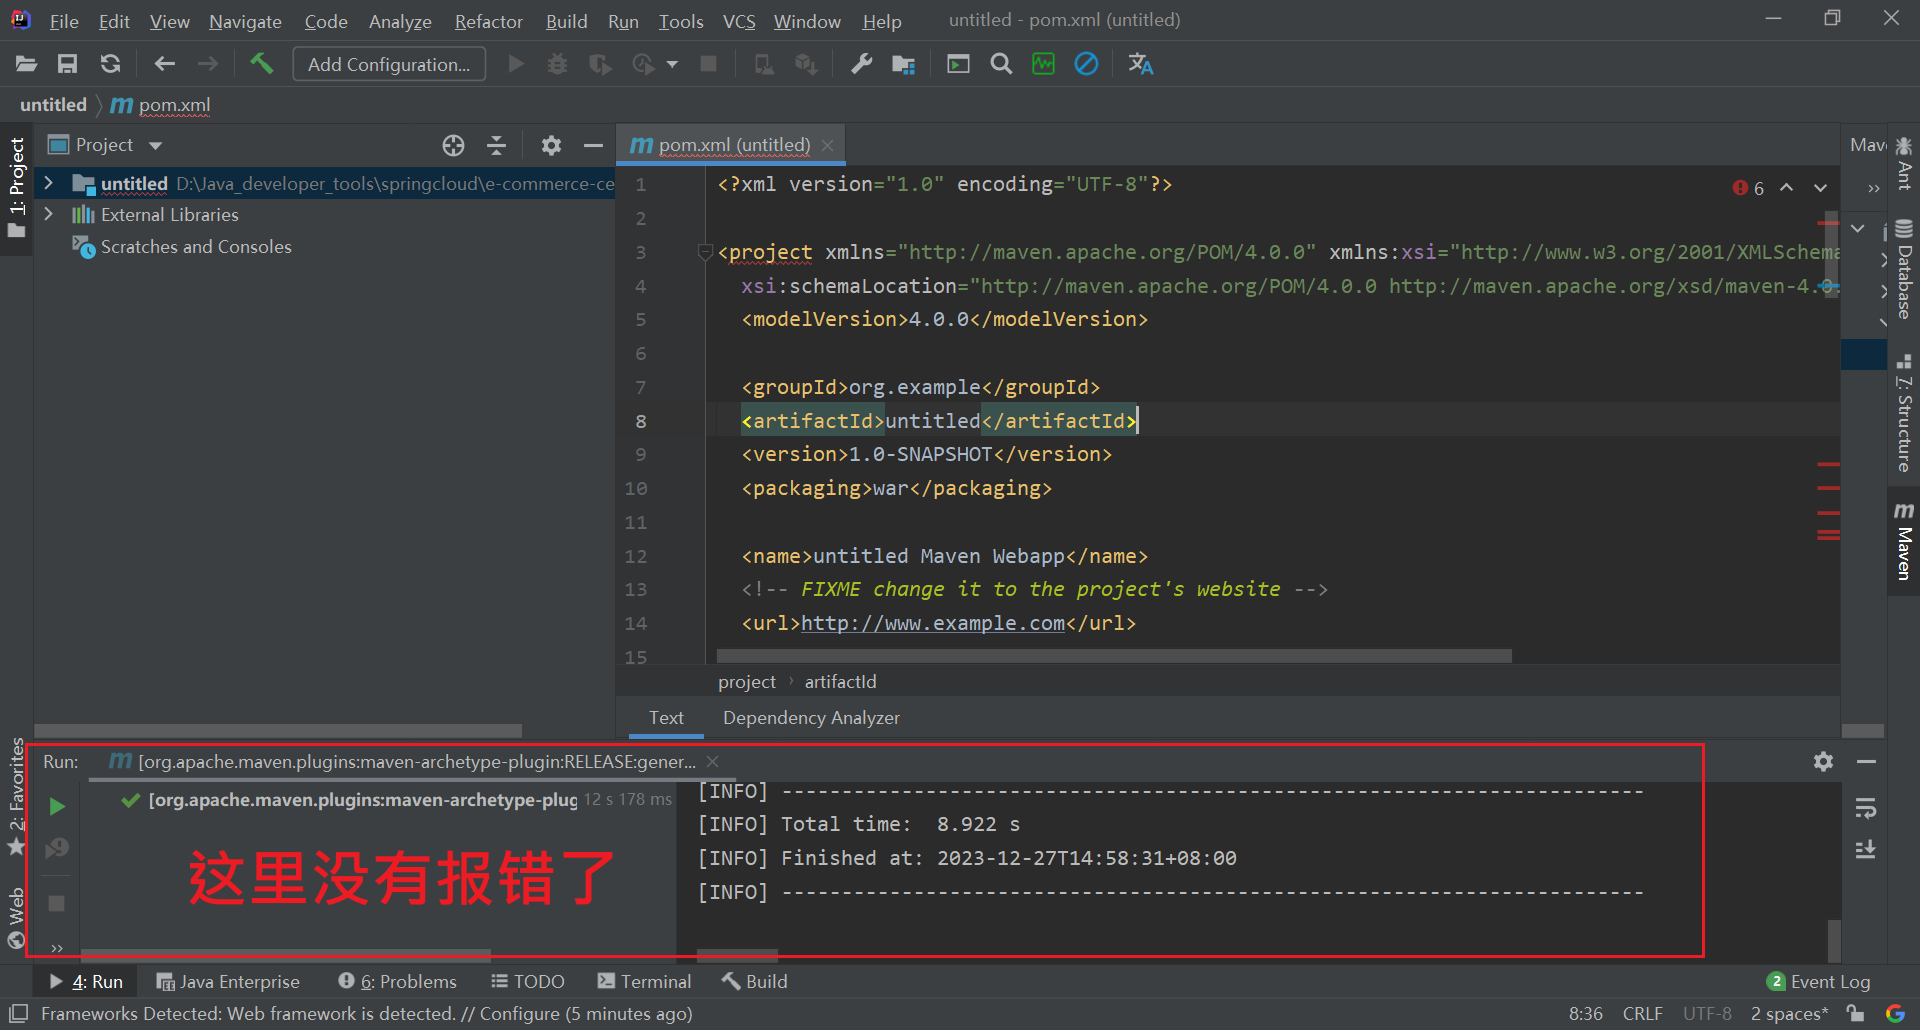 File Edit View Navigate Code Analyze Refactor Build Run Tools VCS Window Help untitled - pom.xml (untitled)
Add Configuration...
untitled m pom.xml
1: Project
Project
untitled D:\Java_developer_tools\springcloud\e-commerce-ce
External Libraries
Scratches and Consoles
m pom.xml (untitled)
6
1 <?xml version="1.0" encoding="UTF-8"?>
2
3 <project xmlns="http://maven.apache.org/POM/4.0.0" xmlns:xsi="http://www.w3.org/2001/XMLSchema
4 xsi:schemaLocation="http://maven.apache.org/POM/4.0.0 http://maven.apache.org/xsd/maven-4.0.
5 <modelVersion>4.0.0</modelVersion>
6
7 <groupId>org.example</groupId>
8 <artifactId>untitled</artifactId>
9 <version>1.0-SNAPSHOT</version>
10 <packaging>war</packaging>
11
12 <name>untitled Maven Webapp</name>
13 <!-- FIXME change it to the project's website -->
14 <url>http://www.example.com</url>
15
project › artifactId
Text Dependency Analyzer
Mav
Ant
Database
7: Structure
m Maven
2: Favorites
Web
Run: m [org.apache.maven.plugins:maven-archetype-plugin:RELEASE:gener...
[org.apache.maven.plugins:maven-archetype-plug 12 s 178 ms
这里没有报错了
[INFO] ------------------------------------------------------------------------
[INFO] Total time:  8.922 s
[INFO] Finished at: 2023-12-27T14:58:31+08:00
[INFO] ------------------------------------------------------------------------
4: Run Java Enterprise 6: Problems TODO Terminal Build 2 Event Log
Frameworks Detected: Web framework is detected. // Configure (5 minutes ago) 8:36 CRLF UTF-8 2 spaces*